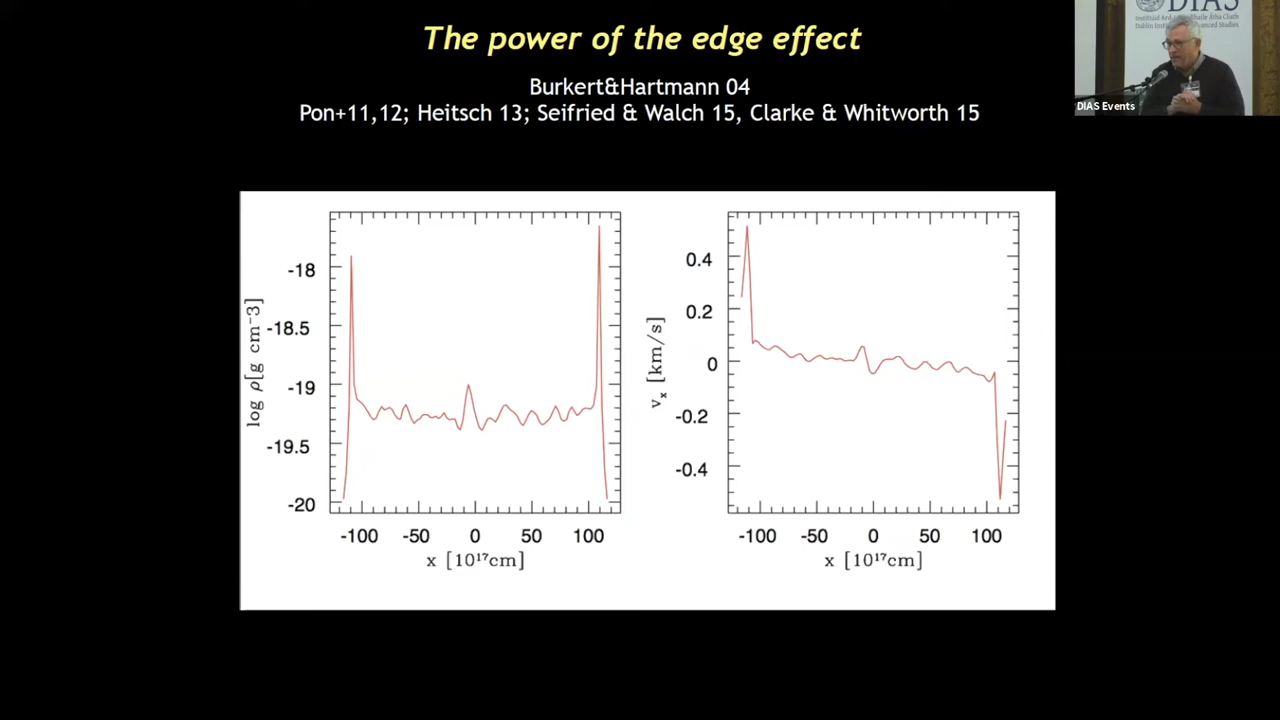 The power of the edge effect
Burkert&Hartmann 04
Pon+11,12; Heitsch 13; Seifried & Walch 15, Clarke & Whitworth 15
DIAS
DIAS Events
log ρ[g cm⁻3]
-18
-18.5
-19
-19.5
-20
-100 -50 0 50 100
x [10¹⁷cm]
vₓ [km/s]
0.4
0.2
0
-0.2
-0.4
-100 -50 0 50 100
x [10¹⁷cm]